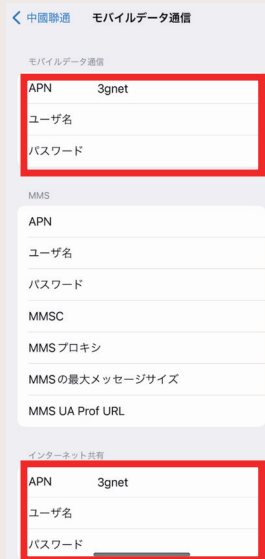 中國聯通 モバイルデータ通信
モバイルデータ通信
APN 3gnet
ユーザ名
パスワード
MMS
APN
ユーザ名
パスワード
MMSC
MMSプロキシ
MMSの最大メッセージサイズ
MMS UA Prof URL
インターネット共有
APN 3gnet
ユーザ名
パスワード